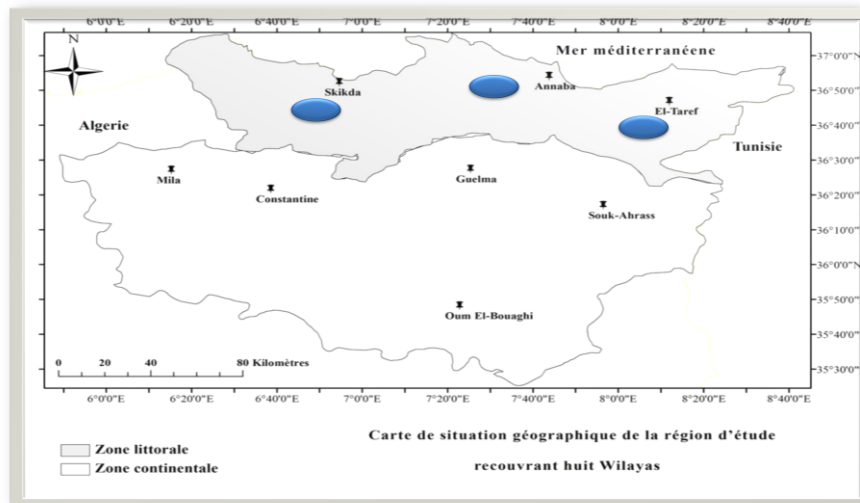 6°0'0"E 6°20'0"E 6°40'0"E 7°0'0"E 7°20'0"E 7°40'0"E 8°0'0"E 8°20'0"E 8°40'0"E
N
Mer méditerranéene
37°0'0"N
Skikda
Annaba
36°50'0"N
El-Taref
Algerie
36°40'0"N
Tunisie
36°30'0"N
Mila
Guelma
Constantine
36°20'0"N
Souk-Ahrass
36°10'0"N
36°0'0"N
35°50'0"N
Oum El-Bouaghi
35°40'0"N
0 20 40 80 Kilomètres
35°30'0"N
6°0'0"E 6°20'0"E 6°40'0"E 7°0'0"E 7°20'0"E 7°40'0"E 8°0'0"E 8°20'0"E 8°40'0"E
Zone littorale
Zone continentale
Carte de situation géographique de la région d'étude
recouvrant huit Wilayas